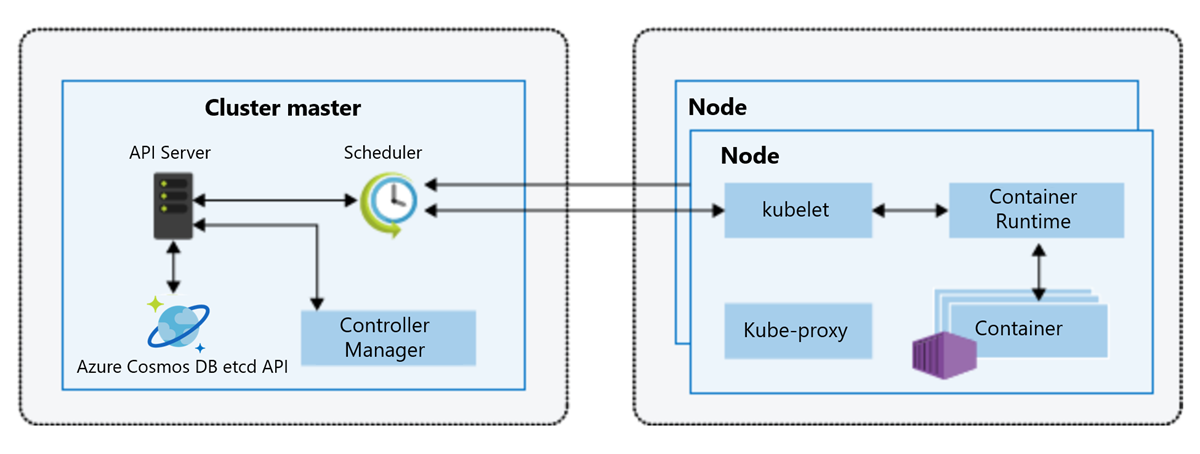 Cluster master
API Server
Scheduler
Azure Cosmos DB etcd API
Controller
Manager
Node
Node
kubelet
Container
Runtime
Kube-proxy
Container